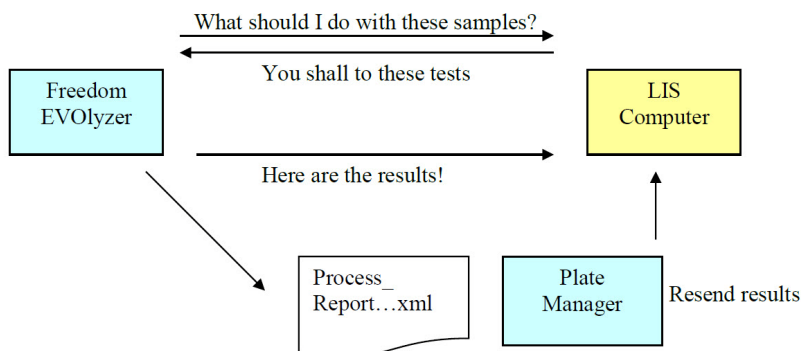 What should I do with these samples?
You shall to these tests
Freedom
EVOlyzer
LIS
Computer
Here are the results!
Process_
Report…xml
Plate
Manager
Resend results